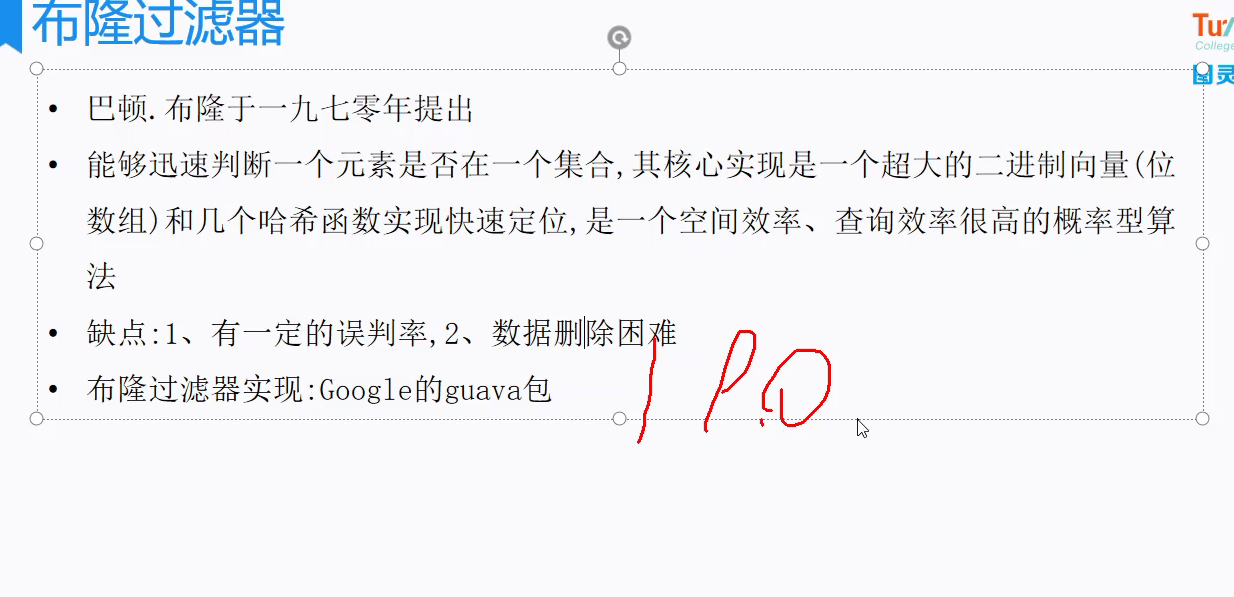 布隆过滤器
Tu
College
图灵
• 巴顿.布隆于一九七零年提出
• 能够迅速判断一个元素是否在一个集合,其核心实现是一个超大的二进制向量(位
数组)和几个哈希函数实现快速定位,是一个空间效率、查询效率很高的概率型算
法
• 缺点:1、有一定的误判率,2、数据删除困难
• 布隆过滤器实现:Google的guava包